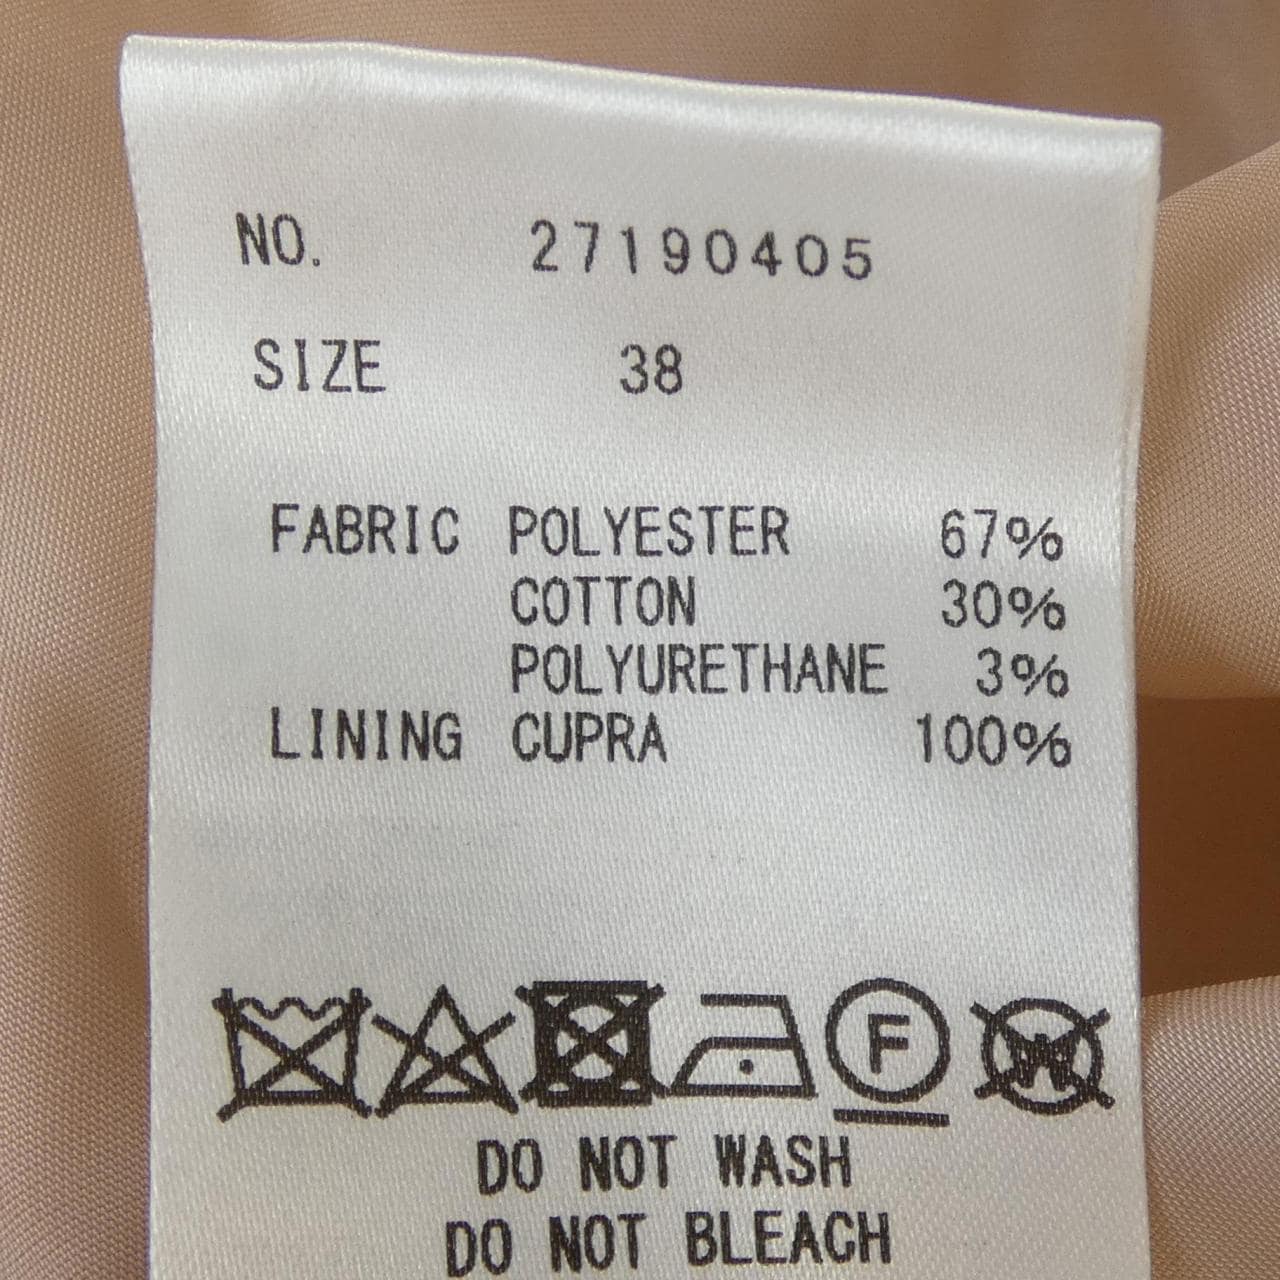 NO. 27190405
SIZE 38
FABRIC POLYESTER 67%
COTTON 30%
POLYURETHANE 3%
LINING CUPRA 100%
F W
DO NOT WASH
DO NOT BLEACH